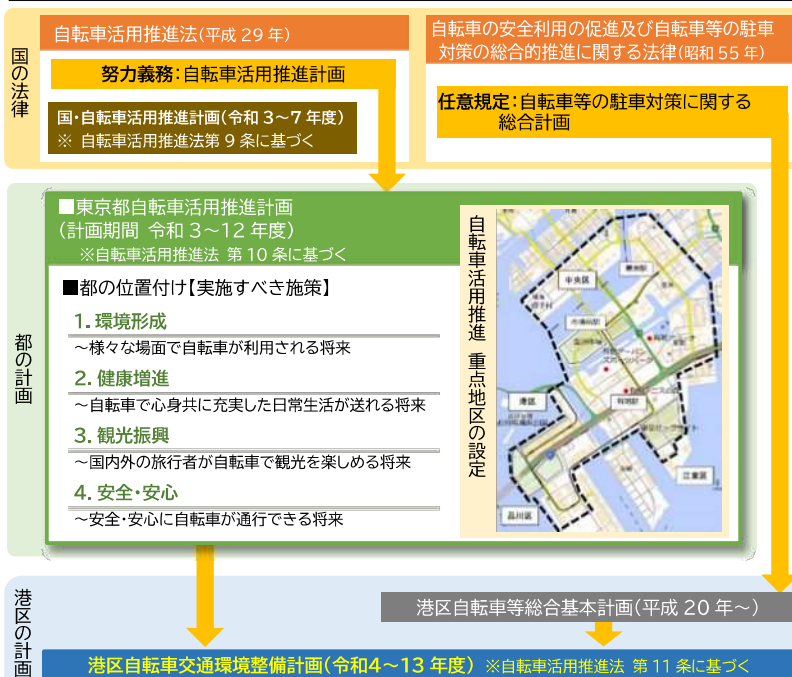 国の法律
自転車活用推進法(平成 29 年)
努力義務:自転車活用推進計画
国・自転車活用推進計画(令和 3~7 年度)
※ 自転車活用推進法第 9 条に基づく
自転車の安全利用の促進及び自転車等の駐車
対策の総合的推進に関する法律(昭和 55 年)
任意規定:自転車等の駐車対策に関する
総合計画
都の計画
■東京都自転車活用推進計画
(計画期間 令和 3~12 年度)
※自転車活用推進法 第 10 条に基づく
■都の位置付け【実施すべき施策】
1. 環境形成
~様々な場面で自転車が利用される将来
2. 健康増進
~自転車で心身共に充実した日常生活が送れる将来
3. 観光振興
~国内外の旅行者が自転車で観光を楽しめる将来
4. 安全・安心
~安全・安心に自転車が通行できる将来
自転車活用推進 重点地区の設定
中央区
港区
江東区
品川区
港区の計画
港区自転車等総合基本計画(平成 20 年~)
港区自転車交通環境整備計画(令和4~13 年度) ※自転車活用推進法 第 11 条に基づく